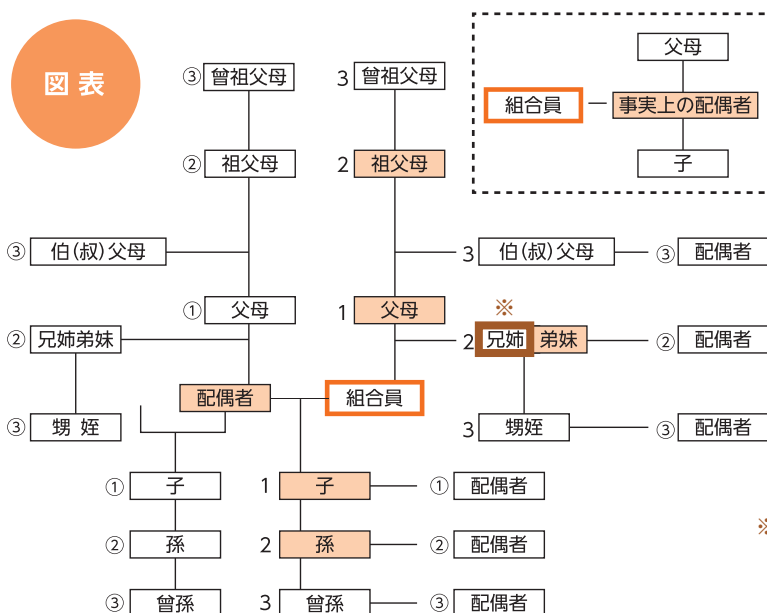 図表
③ 曾祖父母 3 曾祖父母
父母
組合員 事実上の配偶者
子
② 祖父母 2 祖父母
③ 伯(叔)父母 3 伯(叔)父母 ③ 配偶者
① 父母 1 父母 ※
② 兄姉弟妹 2 兄姉 弟妹 ② 配偶者
配偶者 組合員
③ 甥姪 3 甥姪 ③ 配偶者
① 子 1 子 ① 配偶者
※
② 孫 2 孫 ② 配偶者
③ 曾孫 3 曾孫 ③ 配偶者